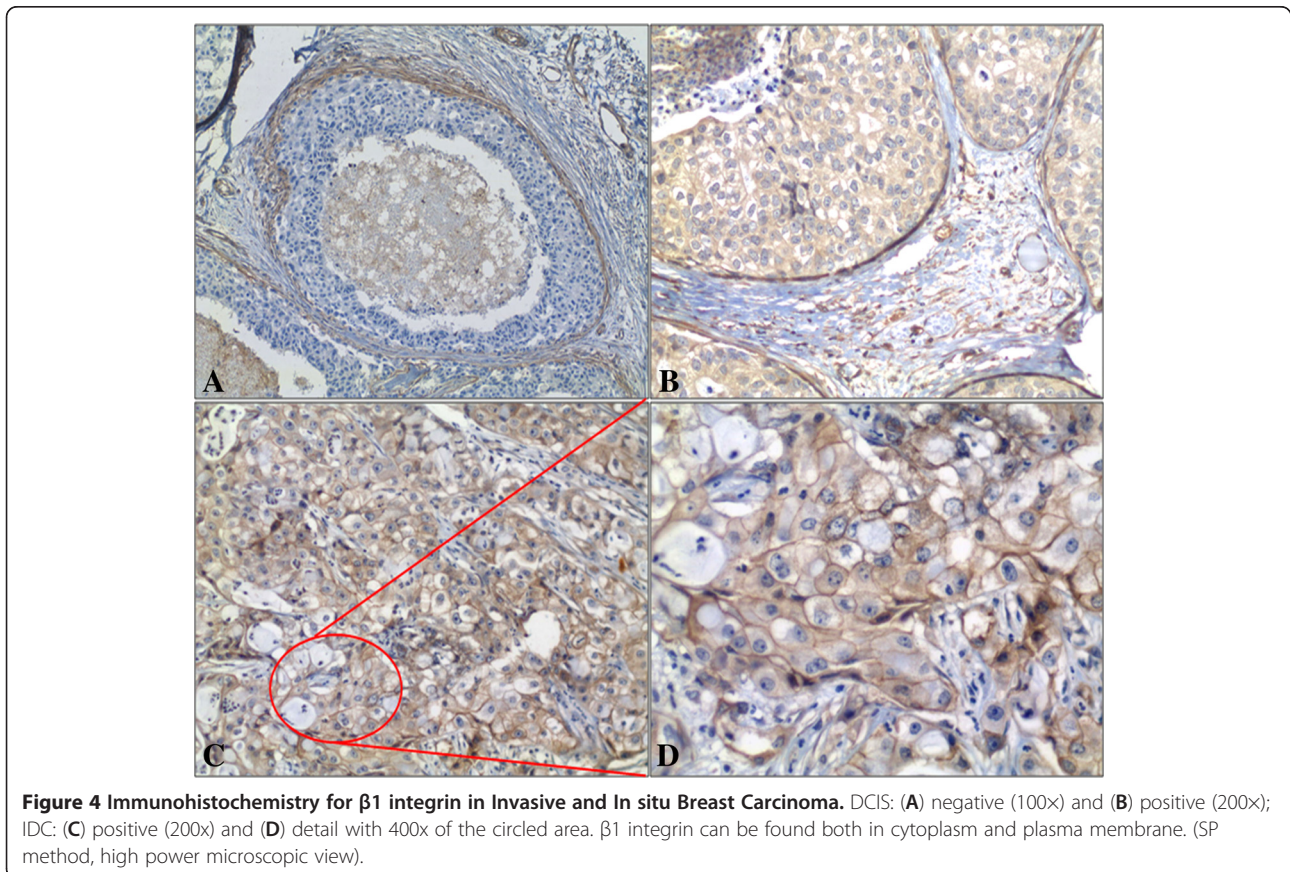 A
B
C
D
Figure 4 Immunohistochemistry for β1 integrin in Invasive and In situ Breast Carcinoma. DCIS: (A) negative (100×) and (B) positive (200×);
IDC: (C) positive (200x) and (D) detail with 400x of the circled area. β1 integrin can be found both in cytoplasm and plasma membrane. (SP
method, high power microscopic view).